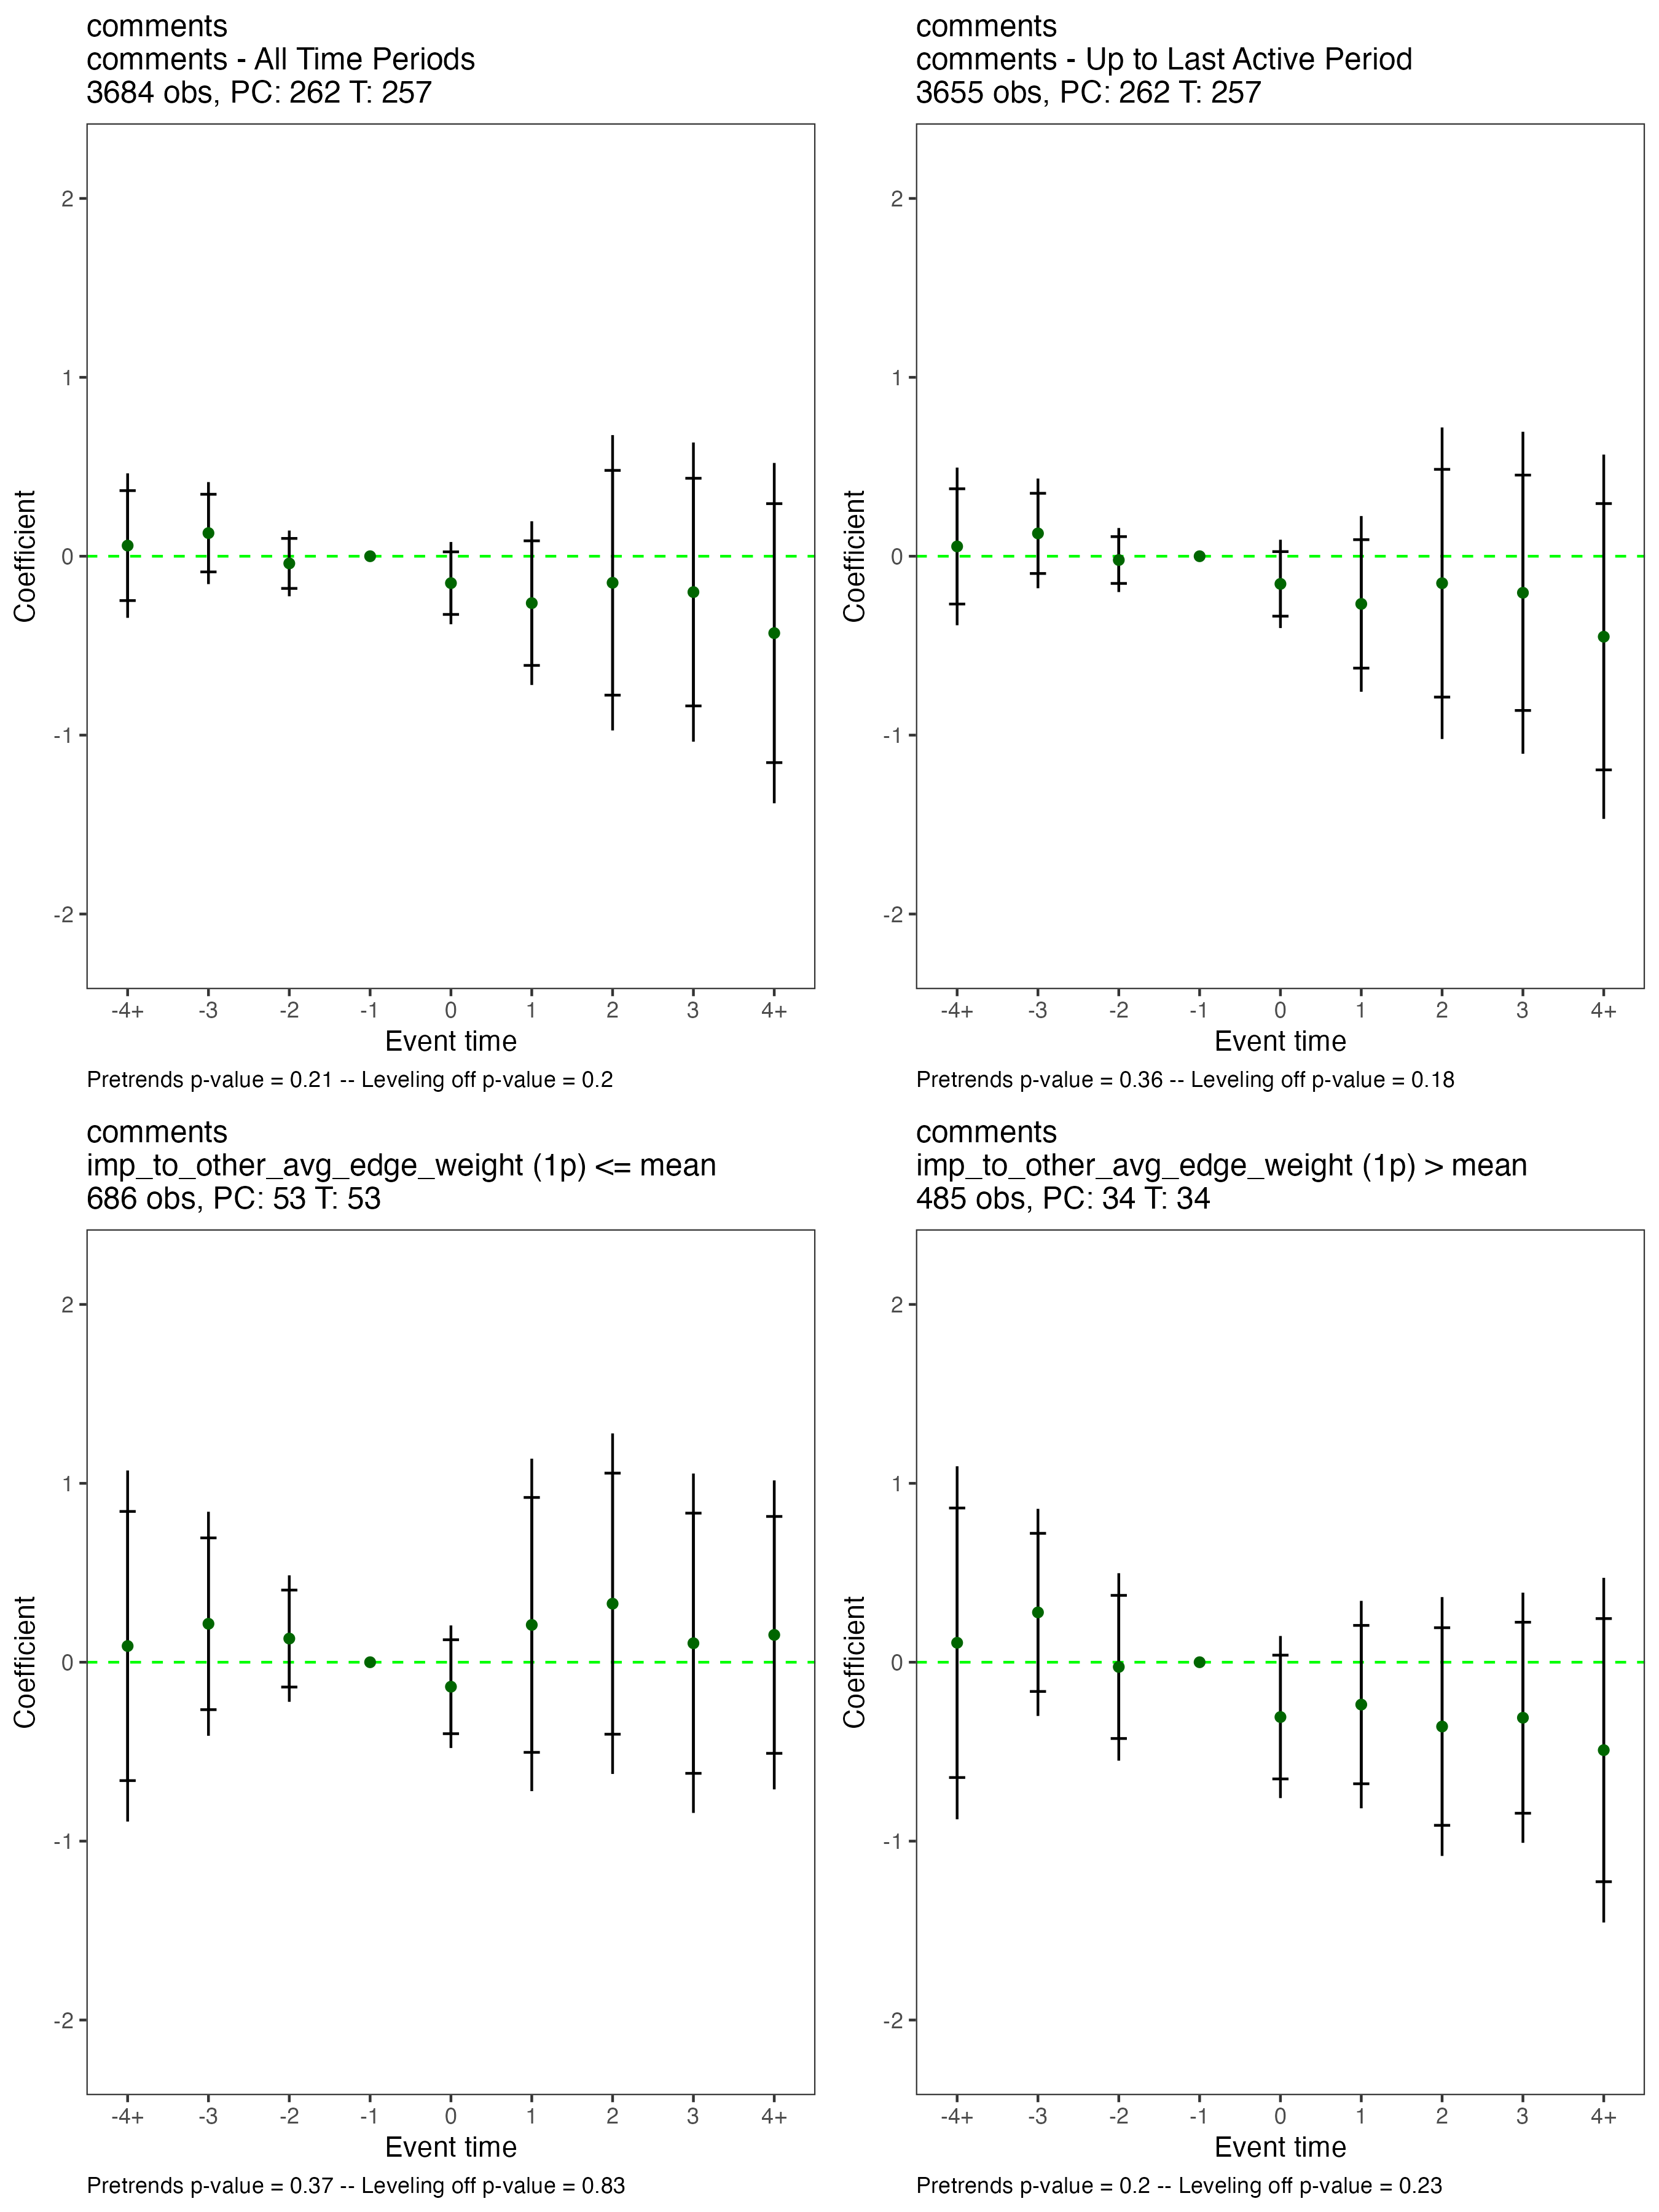 comments
comments - All Time Periods
3684 obs, PC: 262 T: 257
2
1
0
-1
-2
Coefficient
-4+ -3 -2 -1 0 1 2 3 4+
Event time
Pretrends p-value = 0.21 -- Leveling off p-value = 0.2
comments
comments - Up to Last Active Period
3655 obs, PC: 262 T: 257
2
1
0
-1
-2
Coefficient
-4+ -3 -2 -1 0 1 2 3 4+
Event time
Pretrends p-value = 0.36 -- Leveling off p-value = 0.18
comments
imp_to_other_avg_edge_weight (1p) <= mean
686 obs, PC: 53 T: 53
2
1
0
-1
-2
Coefficient
-4+ -3 -2 -1 0 1 2 3 4+
Event time
Pretrends p-value = 0.37 -- Leveling off p-value = 0.83
comments
imp_to_other_avg_edge_weight (1p) > mean
485 obs, PC: 34 T: 34
2
1
0
-1
-2
Coefficient
-4+ -3 -2 -1 0 1 2 3 4+
Event time
Pretrends p-value = 0.2 -- Leveling off p-value = 0.23